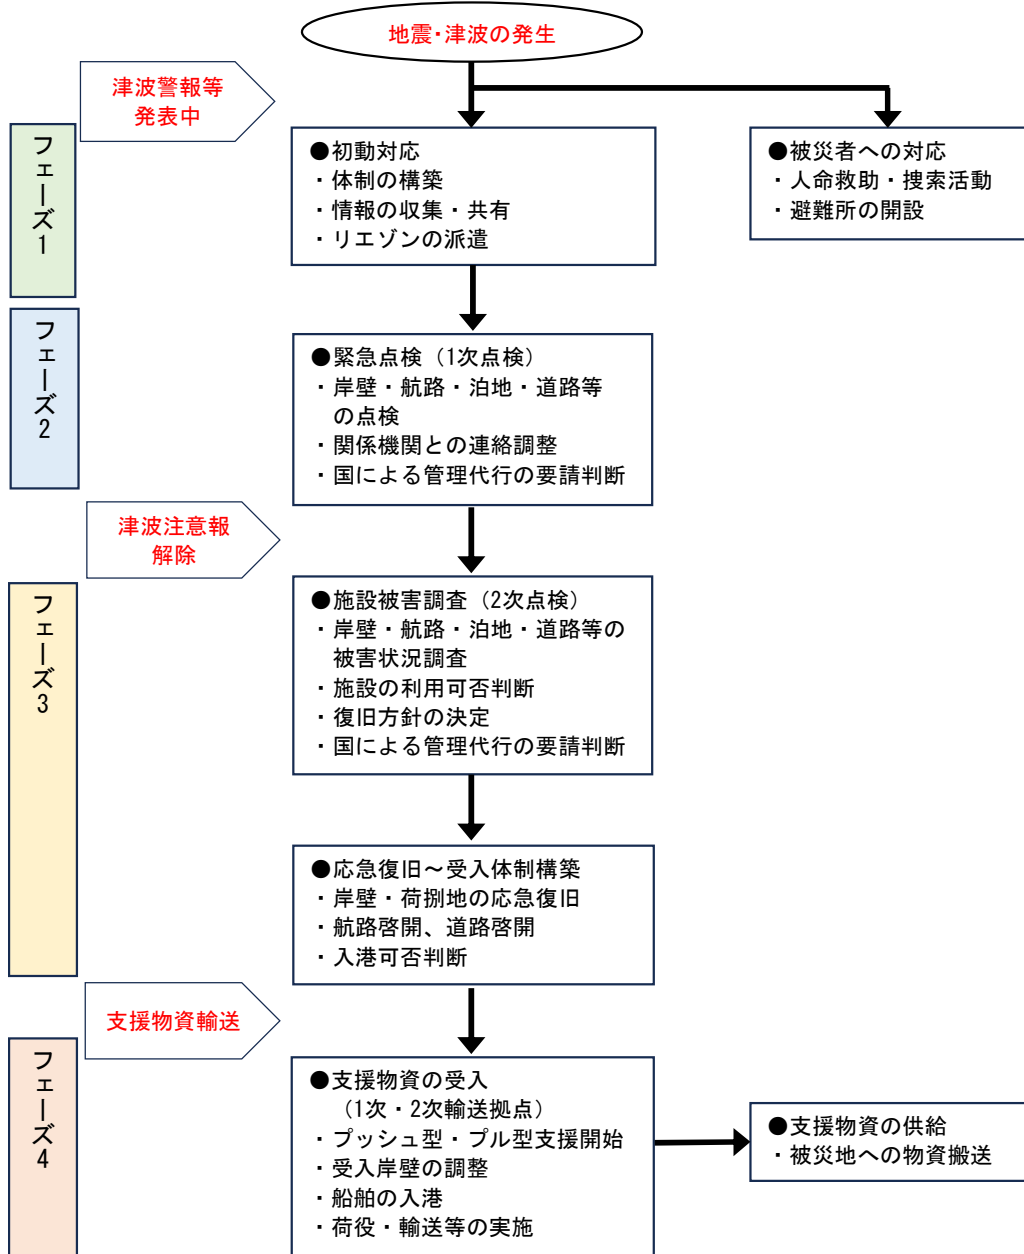 地震・津波の発生
津波警報等
発表中
フェーズ1
●初動対応
・体制の構築
・情報の収集・共有
・リエゾンの派遣
●被災者への対応
・人命救助・捜索活動
・避難所の開設
フェーズ2
●緊急点検（1次点検）
・岸壁・航路・泊地・道路等
の点検
・関係機関との連絡調整
・国による管理代行の要請判断
津波注意報
解除
フェーズ3
●施設被害調査（2次点検）
・岸壁・航路・泊地・道路等の
被害状況調査
・施設の利用可否判断
・復旧方針の決定
・国による管理代行の要請判断
●応急復旧～受入体制構築
・岸壁・荷捌地の応急復旧
・航路啓開、道路啓開
・入港可否判断
支援物資輸送
フェーズ4
●支援物資の受入
（1次・2次輸送拠点）
・プッシュ型・プル型支援開始
・受入岸壁の調整
・船舶の入港
・荷役・輸送等の実施
●支援物資の供給
・被災地への物資搬送